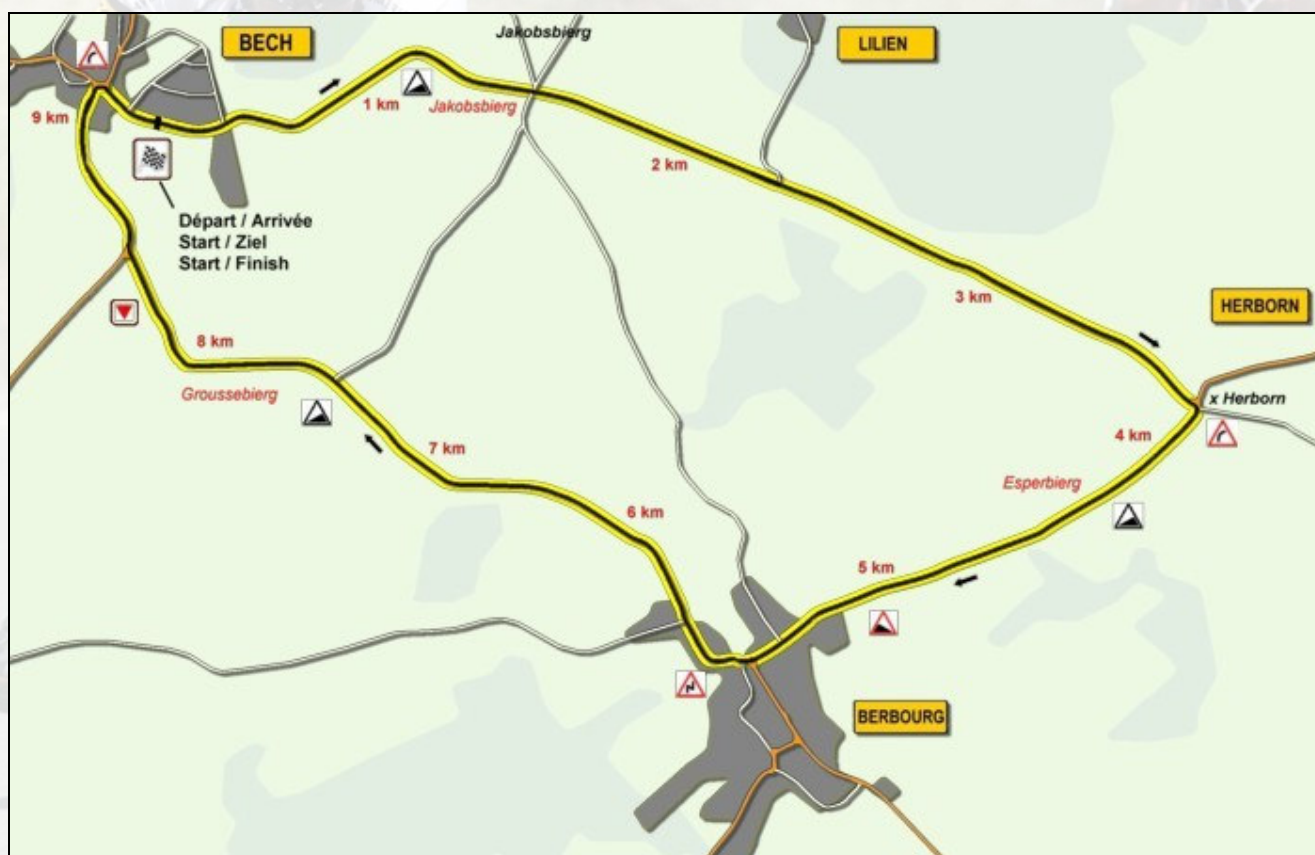 BECH
Jakobsbierg
LILIEN
9 km
1 km
Jakobsbierg
2 km
Départ / Arrivée
Start / Ziel
Start / Finish
3 km
HERBORN
8 km
Groussebierg
x Herborn
4 km
7 km
Esperbierg
6 km
5 km
BERBOURG